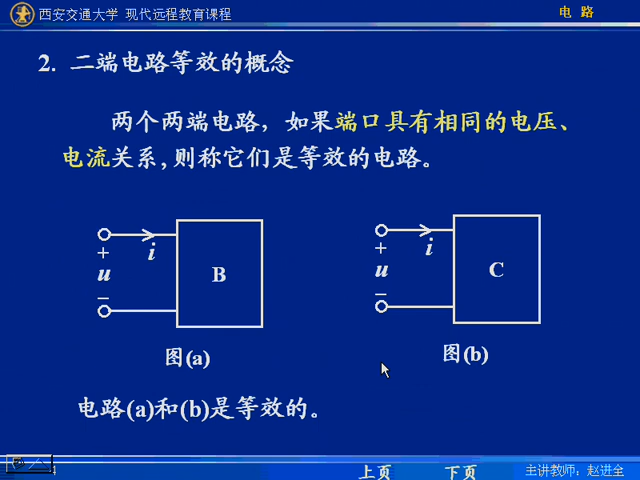 西安交通大学 现代远程教育课程
电 路
2. 二端电路等效的概念
两个两端电路，如果端口具有相同的电压、
电流关系,则称它们是等效的电路。
i
+
u
−
B
i
+
u
−
C
图(a)
图(b)
电路(a)和(b)是等效的。
上页
下页
主讲教师：赵进全